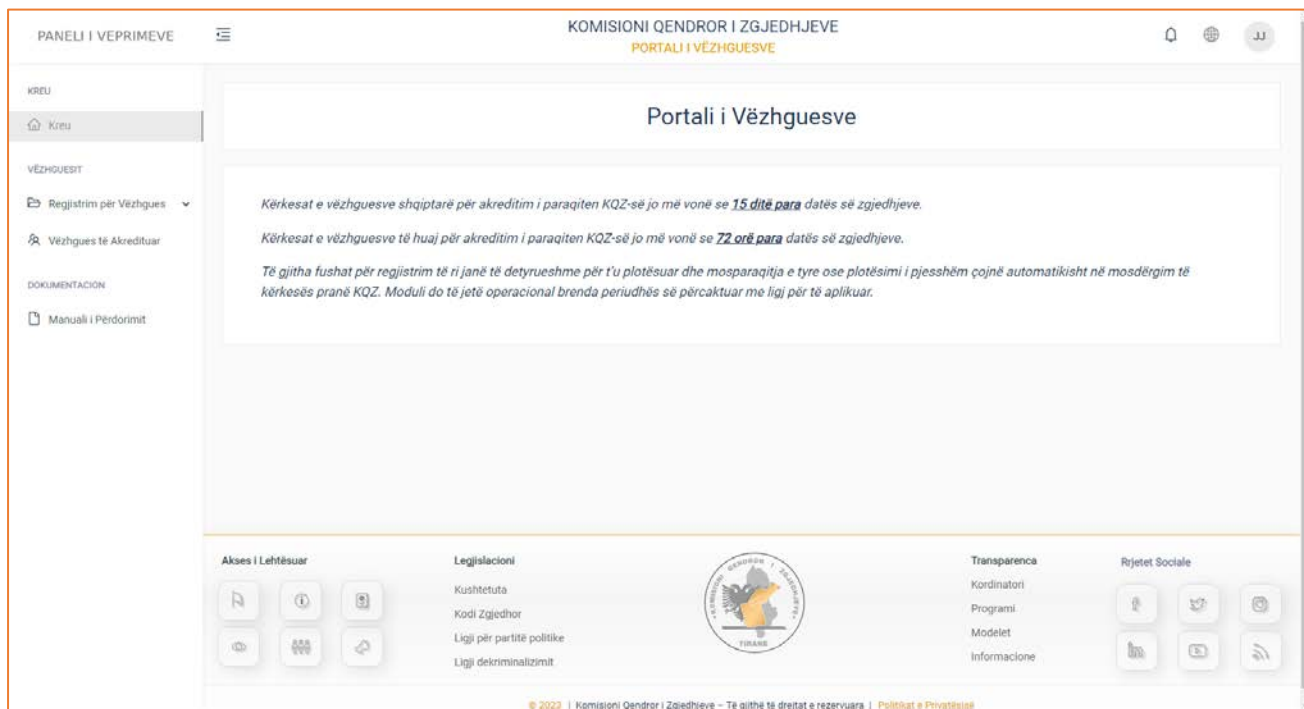 PANELI I VEPRIMEVE
KOMISIONI QENDROR I ZGJEDHJEVE
PORTALI I VËZHGUESVE
JJ
KREU
Kreu
VËZHGUESIT
Regjistrim për Vëzhgues
Vëzhgues të Akredituar
DOKUMENTACION
Manuali i Përdorimit
Portali i Vëzhguesve
Kërkesat e vëzhguesve shqiptarë për akreditim i paraqiten KQZ-së jo më vonë se 15 ditë para datës së zgjedhjeve.
Kërkesat e vëzhguesve të huaj për akreditim i paraqiten KQZ-së jo më vonë se 72 orë para datës së zgjedhjeve.
Të gjitha fushat për regjistrim të ri janë të detyrueshme për t'u plotësuar dhe mosparaqitja e tyre ose plotësimi i pjesshëm çojnë automatikisht në mosdërgim të
kërkesës pranë KQZ. Moduli do të jetë operacional brenda periudhës së përcaktuar me ligj për të aplikuar.
Akses i Lehtësuar
Legjislacioni
Kushtetuta
Kodi Zgjedhor
Ligji për partitë politike
Ligji dekriminalizimit
KOMISIONI QENDROR I ZGJEDHJEVE
TIRANË
Transparenca
Kordinatori
Programi
Modelet
Informacione
Rrjetet Sociale
© 2023 | Komisioni Qendror i Zgjedhjeve – Të gjithë të drejtat e rezervuara | Politikat e Privatësisë